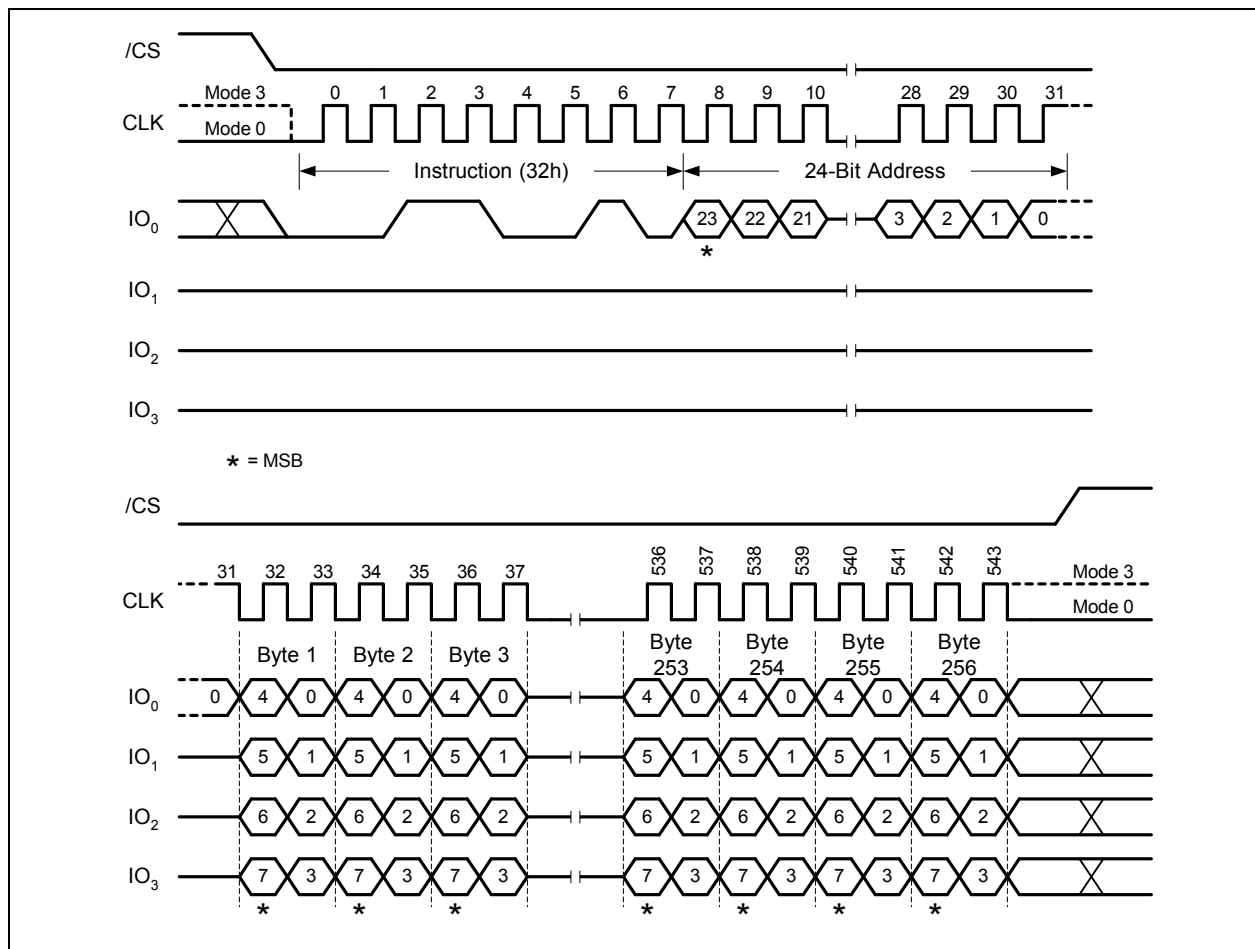 /CS
Mode 3 0 1 2 3 4 5 6 7 8 9 10 28 29 30 31
CLK
Mode 0
Instruction (32h) 24-Bit Address
IO0 23 22 21 3 2 1 0
*
IO1
IO2
IO3
* = MSB
/CS
31 32 33 34 35 36 37 536 537 538 539 540 541 542 543 Mode 3
CLK
Mode 0
Byte 1 Byte 2 Byte 3 Byte 253 Byte 254 Byte 255 Byte 256
IO0 0 4 0 4 0 4 0 4 0 4 0 4 0 4 0
IO1 5 1 5 1 5 1 5 1 5 1 5 1 5 1
IO2 6 2 6 2 6 2 6 2 6 2 6 2 6 2
IO3 7 3 7 3 7 3 7 3 7 3 7 3 7 3
* * * * * * *